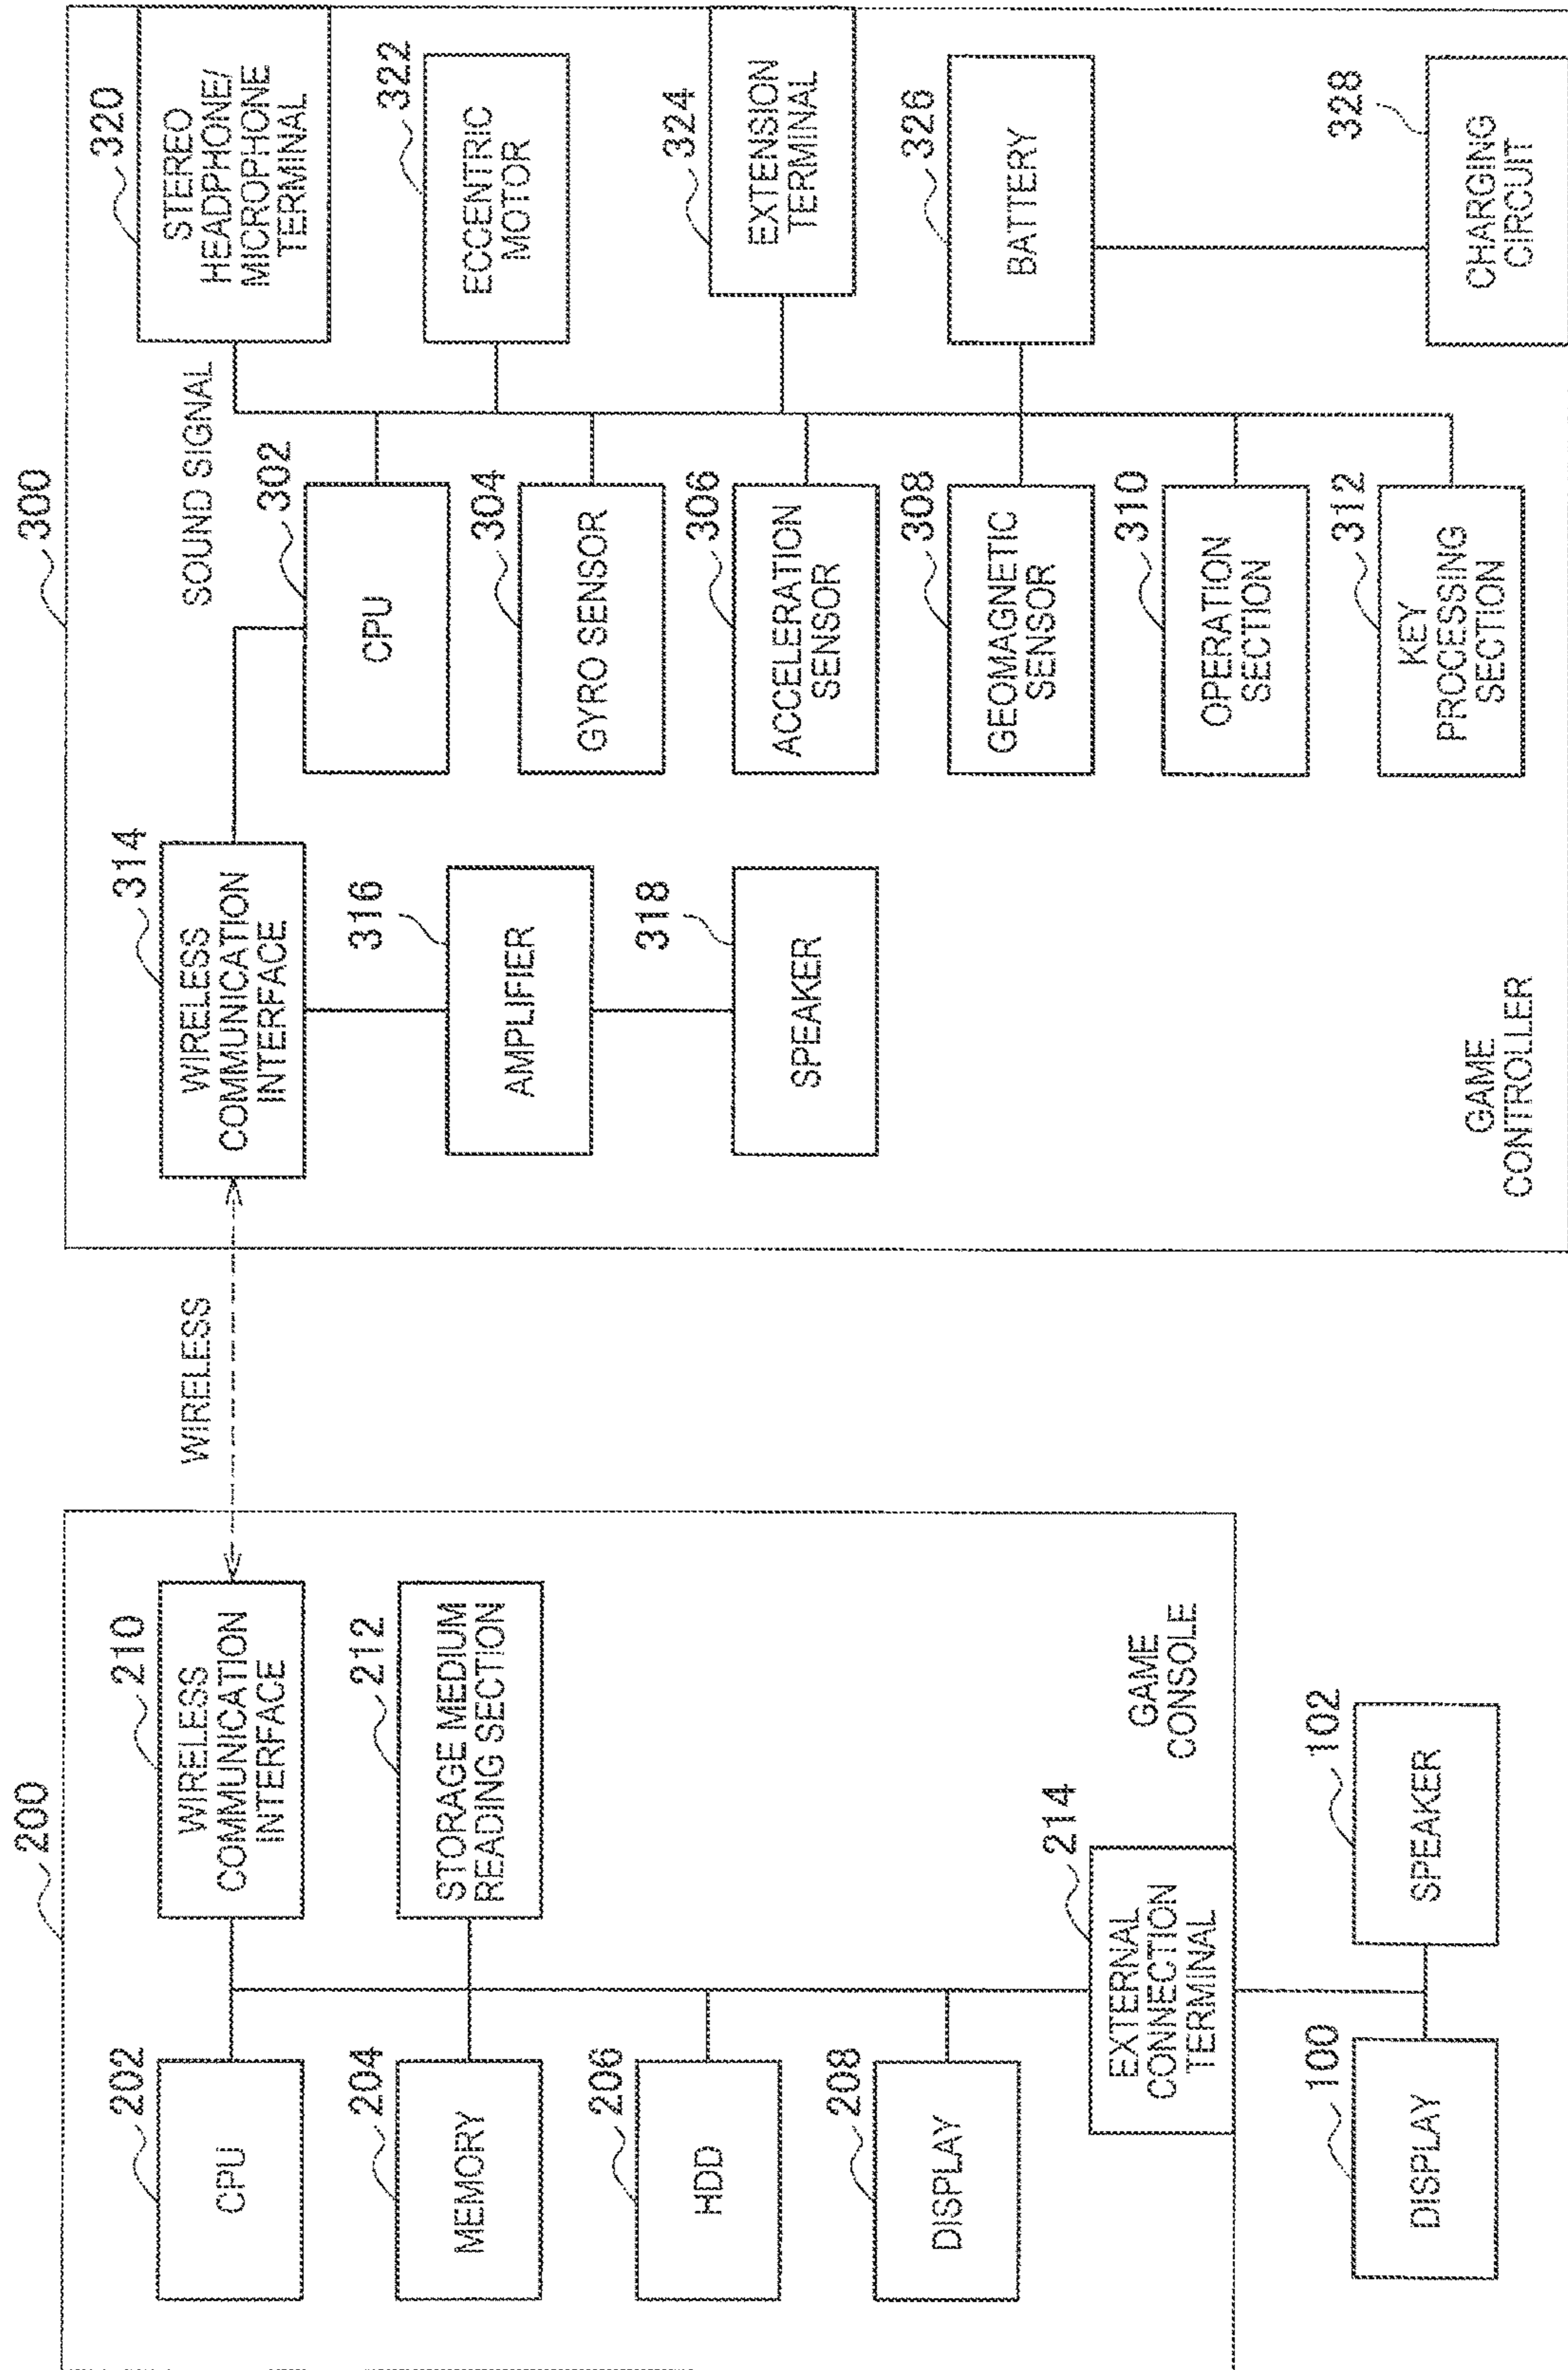 200
202
CPU
204
MEMORY
206
HDD
208
DISPLAY
210
WIRELESS
COMMUNICATION
INTERFACE
212
STORAGE MEDIUM
READING SECTION
214
EXTERNAL
CONNECTION
TERMINAL
GAME
CONSOLE
100
DISPLAY
102
SPEAKER
WIRELESS
300
314
WIRELESS
COMMUNICATION
INTERFACE
316
AMPLIFIER
318
SPEAKER
SOUND SIGNAL
302
CPU
304
GYRO SENSOR
306
ACCELERATION
SENSOR
308
GEOMAGNETIC
SENSOR
310
OPERATION
SECTION
312
KEY
PROCESSING
SECTION
320
STEREO
HEADPHONE/
MICROPHONE
TERMINAL
322
ECCENTRIC
MOTOR
324
EXTENSION
TERMINAL
326
BATTERY
328
CHARGING
CIRCUIT
GAME
CONTROLLER